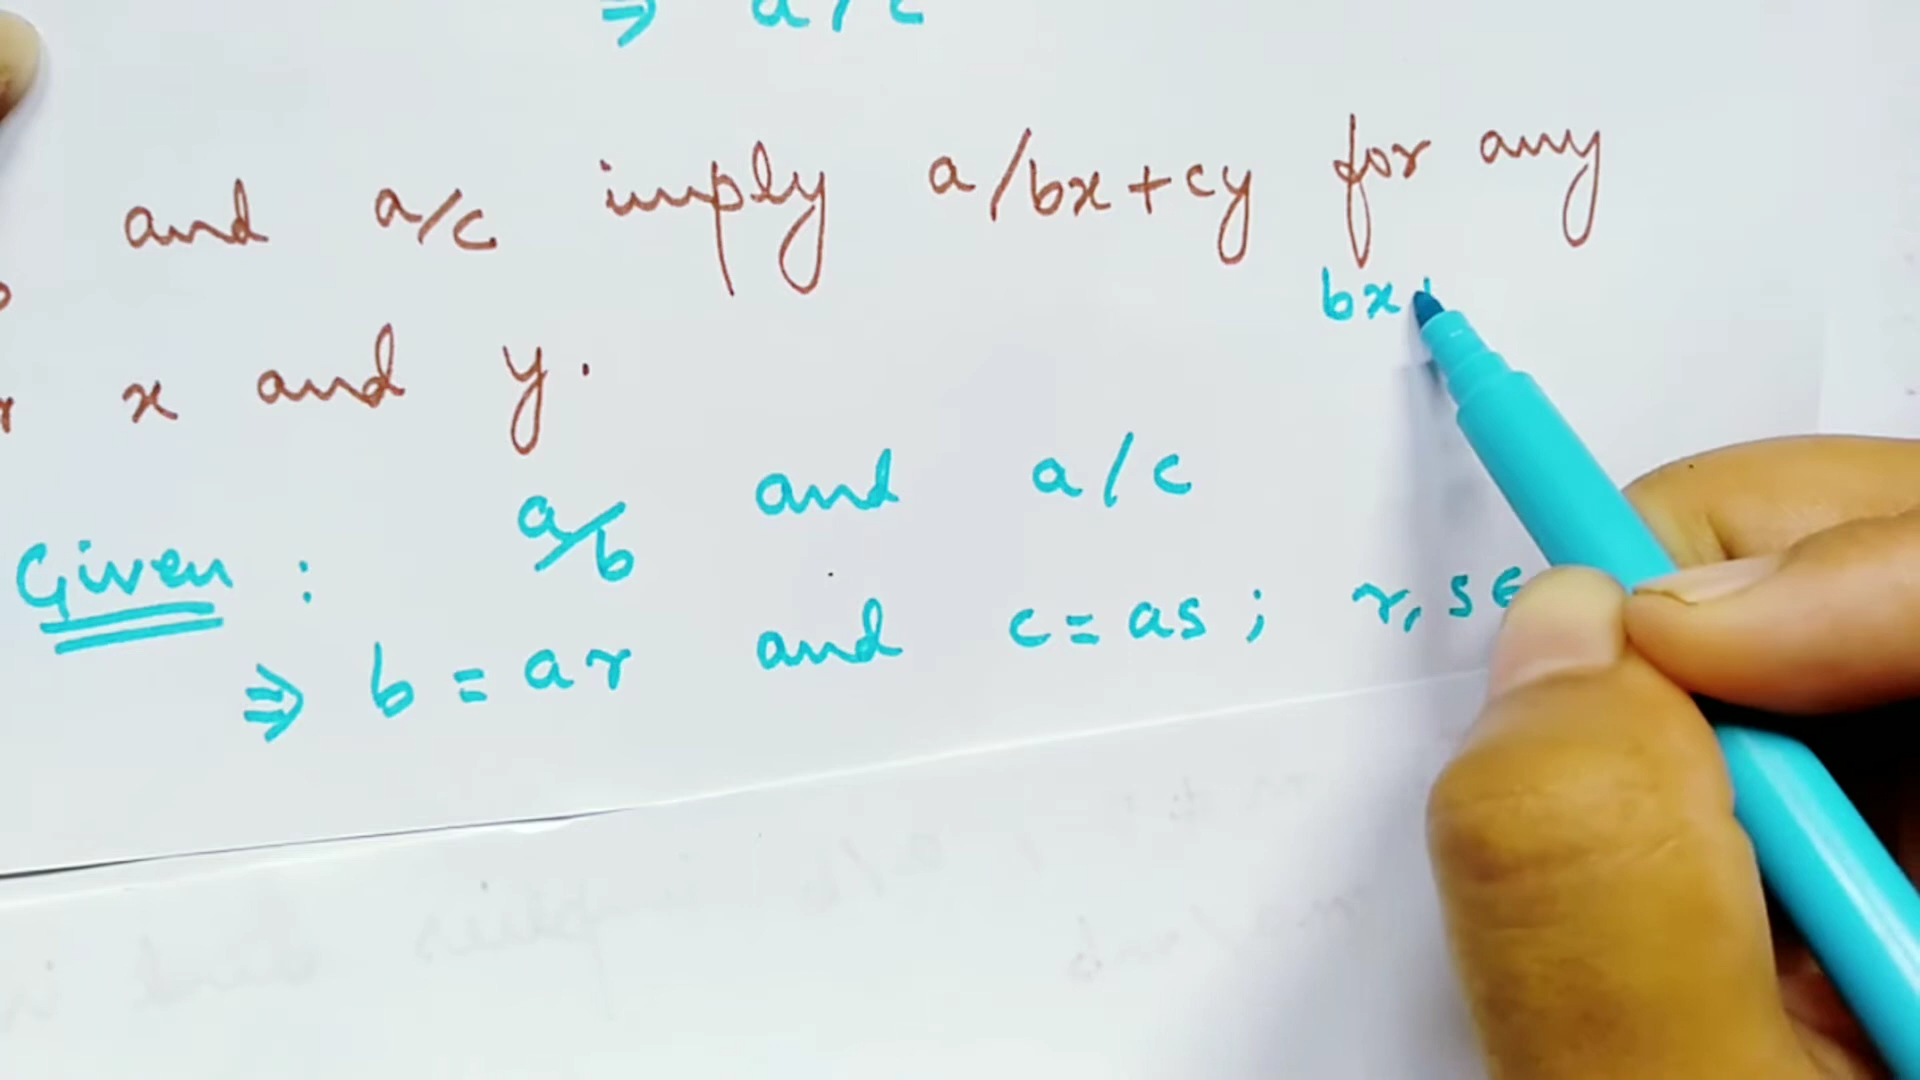 ⇒ a/c
and a/c imply a/bx+cy for any
x and y.
bx
Given : a/b and a/c
⇒ b = ar and c = as ; r, s ∈